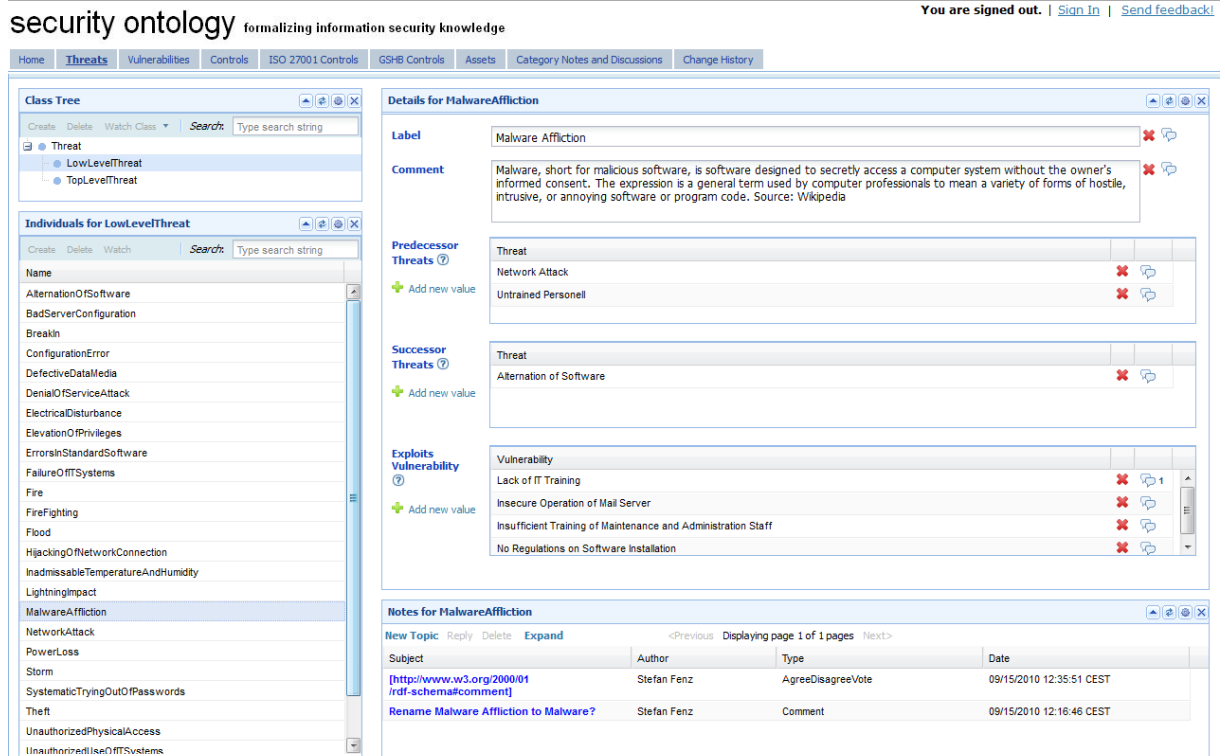 You are signed out. | Sign In | Send feedback!
security ontology formalizing information security knowledge
Home Threats Vulnerabilities Controls ISO 27001 Controls GSHB Controls Assets Category Notes and Discussions Change History
Class Tree
Create Delete Watch Class Search: Type search string
Threat
LowLevelThreat
TopLevelThreat
Individuals for LowLevelThreat
Create Delete Watch Search: Type search string
Name
AlternationOfSoftware
BadServerConfiguration
BreakIn
ConfigurationError
DefectiveDataMedia
DenialOfServiceAttack
ElectricalDisturbance
ElevationOfPrivileges
ErrorsInStandardSoftware
FailureOfITSystems
Fire
FireFighting
Flood
HijackingOfNetworkConnection
InadmissableTemperatureAndHumidity
LightningImpact
MalwareAffliction
NetworkAttack
PowerLoss
Storm
SystematicTryingOutOfPasswords
Theft
UnauthorizedPhysicalAccess
UnauthorizedUseOfITSystems
Details for MalwareAffliction
Label Malware Affliction
Comment Malware, short for malicious software, is software designed to secretly access a computer system without the owner's
informed consent. The expression is a general term used by computer professionals to mean a variety of forms of hostile,
intrusive, or annoying software or program code. Source: Wikipedia
Predecessor
Threats ?
Add new value
Threat
Network Attack
Untrained Personell
Successor
Threats ?
Add new value
Threat
Alternation of Software
Exploits
Vulnerability
?
Add new value
Vulnerability
Lack of IT Training 1
Insecure Operation of Mail Server
Insufficient Training of Maintenance and Administration Staff
No Regulations on Software Installation
Notes for MalwareAffliction
New Topic Reply Delete Expand <Previous Displaying page 1 of 1 pages Next>
Subject Author Type Date
[http://www.w3.org/2000/01
/rdf-schema#comment] Stefan Fenz AgreeDisagreeVote 09/15/2010 12:35:51 CEST
Rename Malware Affliction to Malware? Stefan Fenz Comment 09/15/2010 12:16:46 CEST